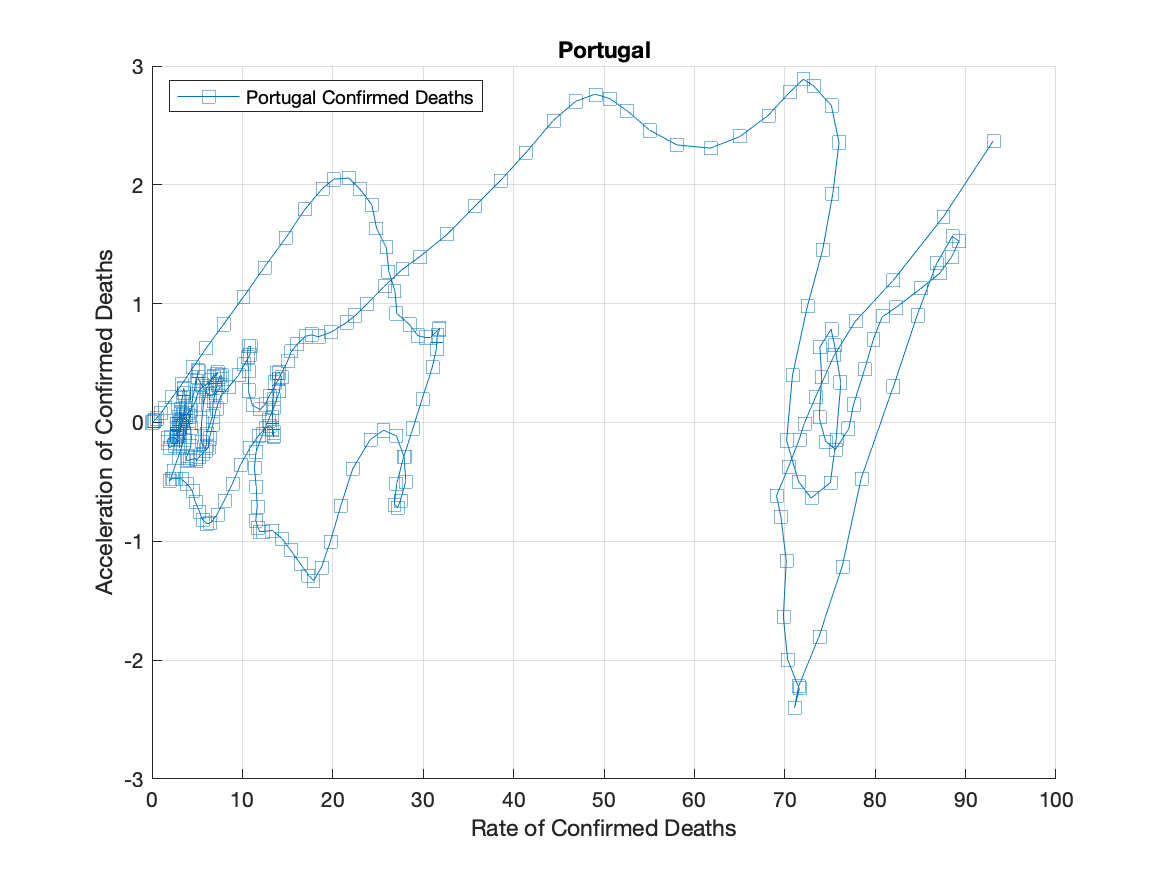 Portugal
Portugal Confirmed Deaths
3
2
1
0
-1
-2
-3
Acceleration of Confirmed Deaths
0 10 20 30 40 50 60 70 80 90 100
Rate of Confirmed Deaths